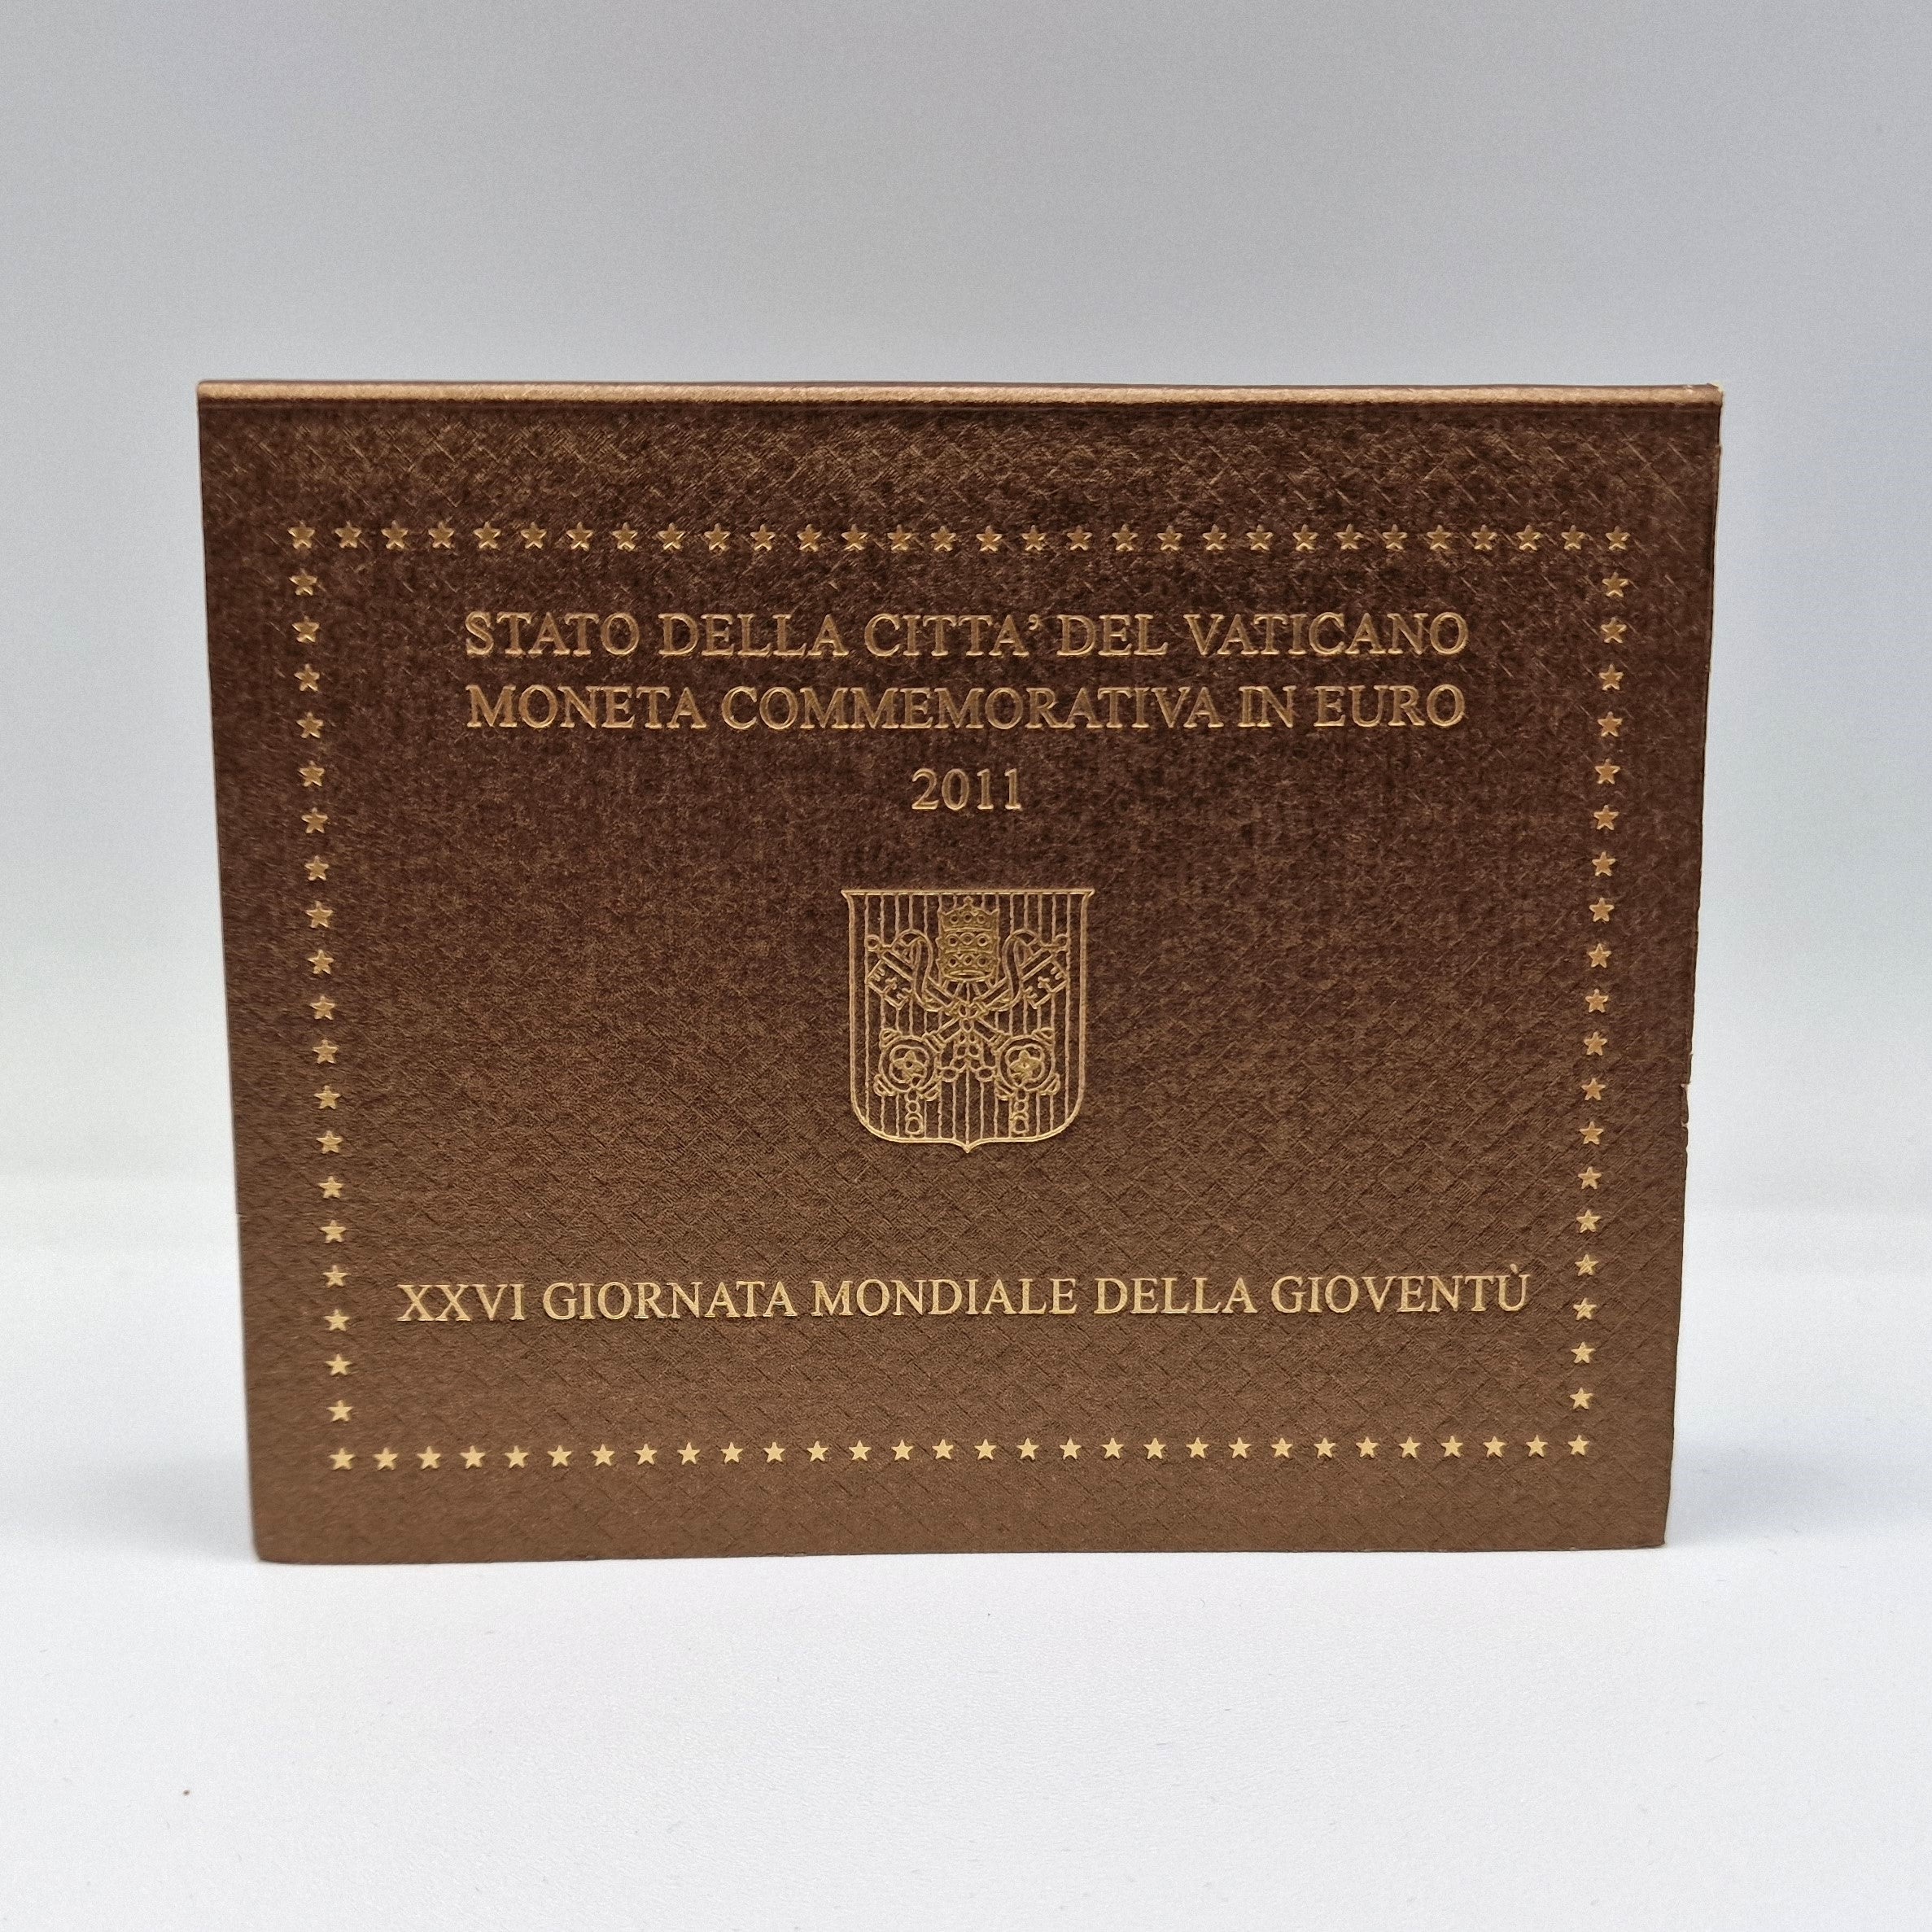 STATO DELLA CITTA' DEL VATICANO
MONETA COMMEMORATIVA IN EURO
2011
XXVI GIORNATA MONDIALE DELLA GIOVENTÙ